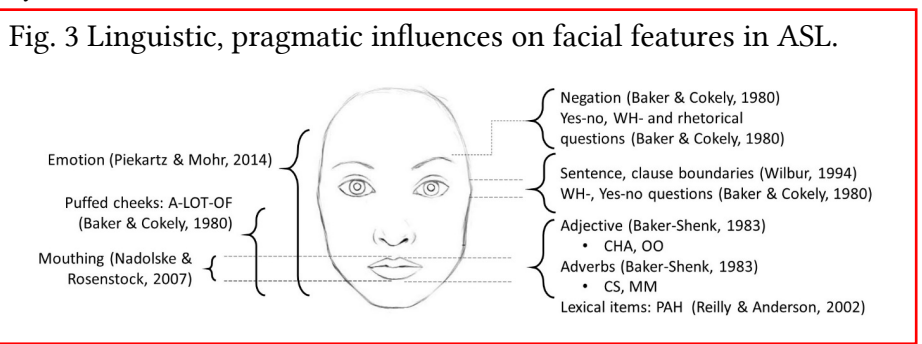 Fig. 3 Linguistic, pragmatic influences on facial features in ASL.
Emotion (Piekartz & Mohr, 2014)
Puffed cheeks: A-LOT-OF
(Baker & Cokely, 1980)
Mouthing (Nadolske &
Rosenstock, 2007)
Negation (Baker & Cokely, 1980)
Yes-no, WH- and rhetorical
questions (Baker & Cokely, 1980)
Sentence, clause boundaries (Wilbur, 1994)
WH-, Yes-no questions (Baker & Cokely, 1980)
Adjective (Baker-Shenk, 1983)
• CHA, OO
Adverbs (Baker-Shenk, 1983)
• CS, MM
Lexical items: PAH (Reilly & Anderson, 2002)